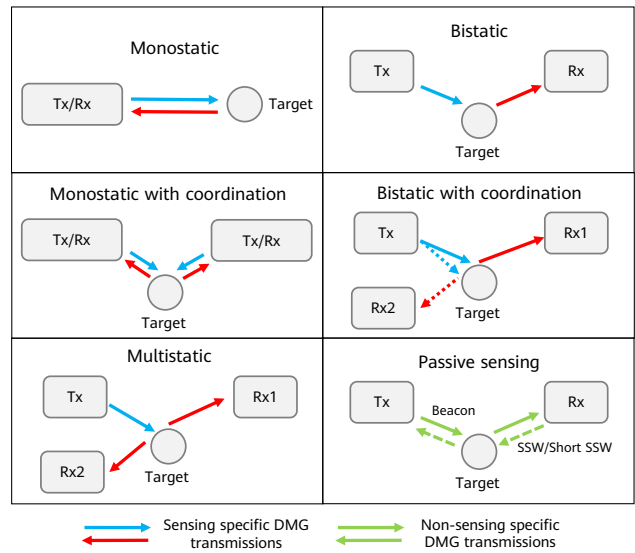 Monostatic
Tx/Rx
Target
Bistatic
Tx
Rx
Target
Monostatic with coordination
Tx/Rx
Tx/Rx
Target
Bistatic with coordination
Tx
Rx1
Rx2
Target
Multistatic
Tx
Rx1
Rx2
Target
Passive sensing
Tx
Beacon
Rx
SSW/Short SSW
Target
Sensing specific DMG
transmissions
Non-sensing specific
DMG transmissions